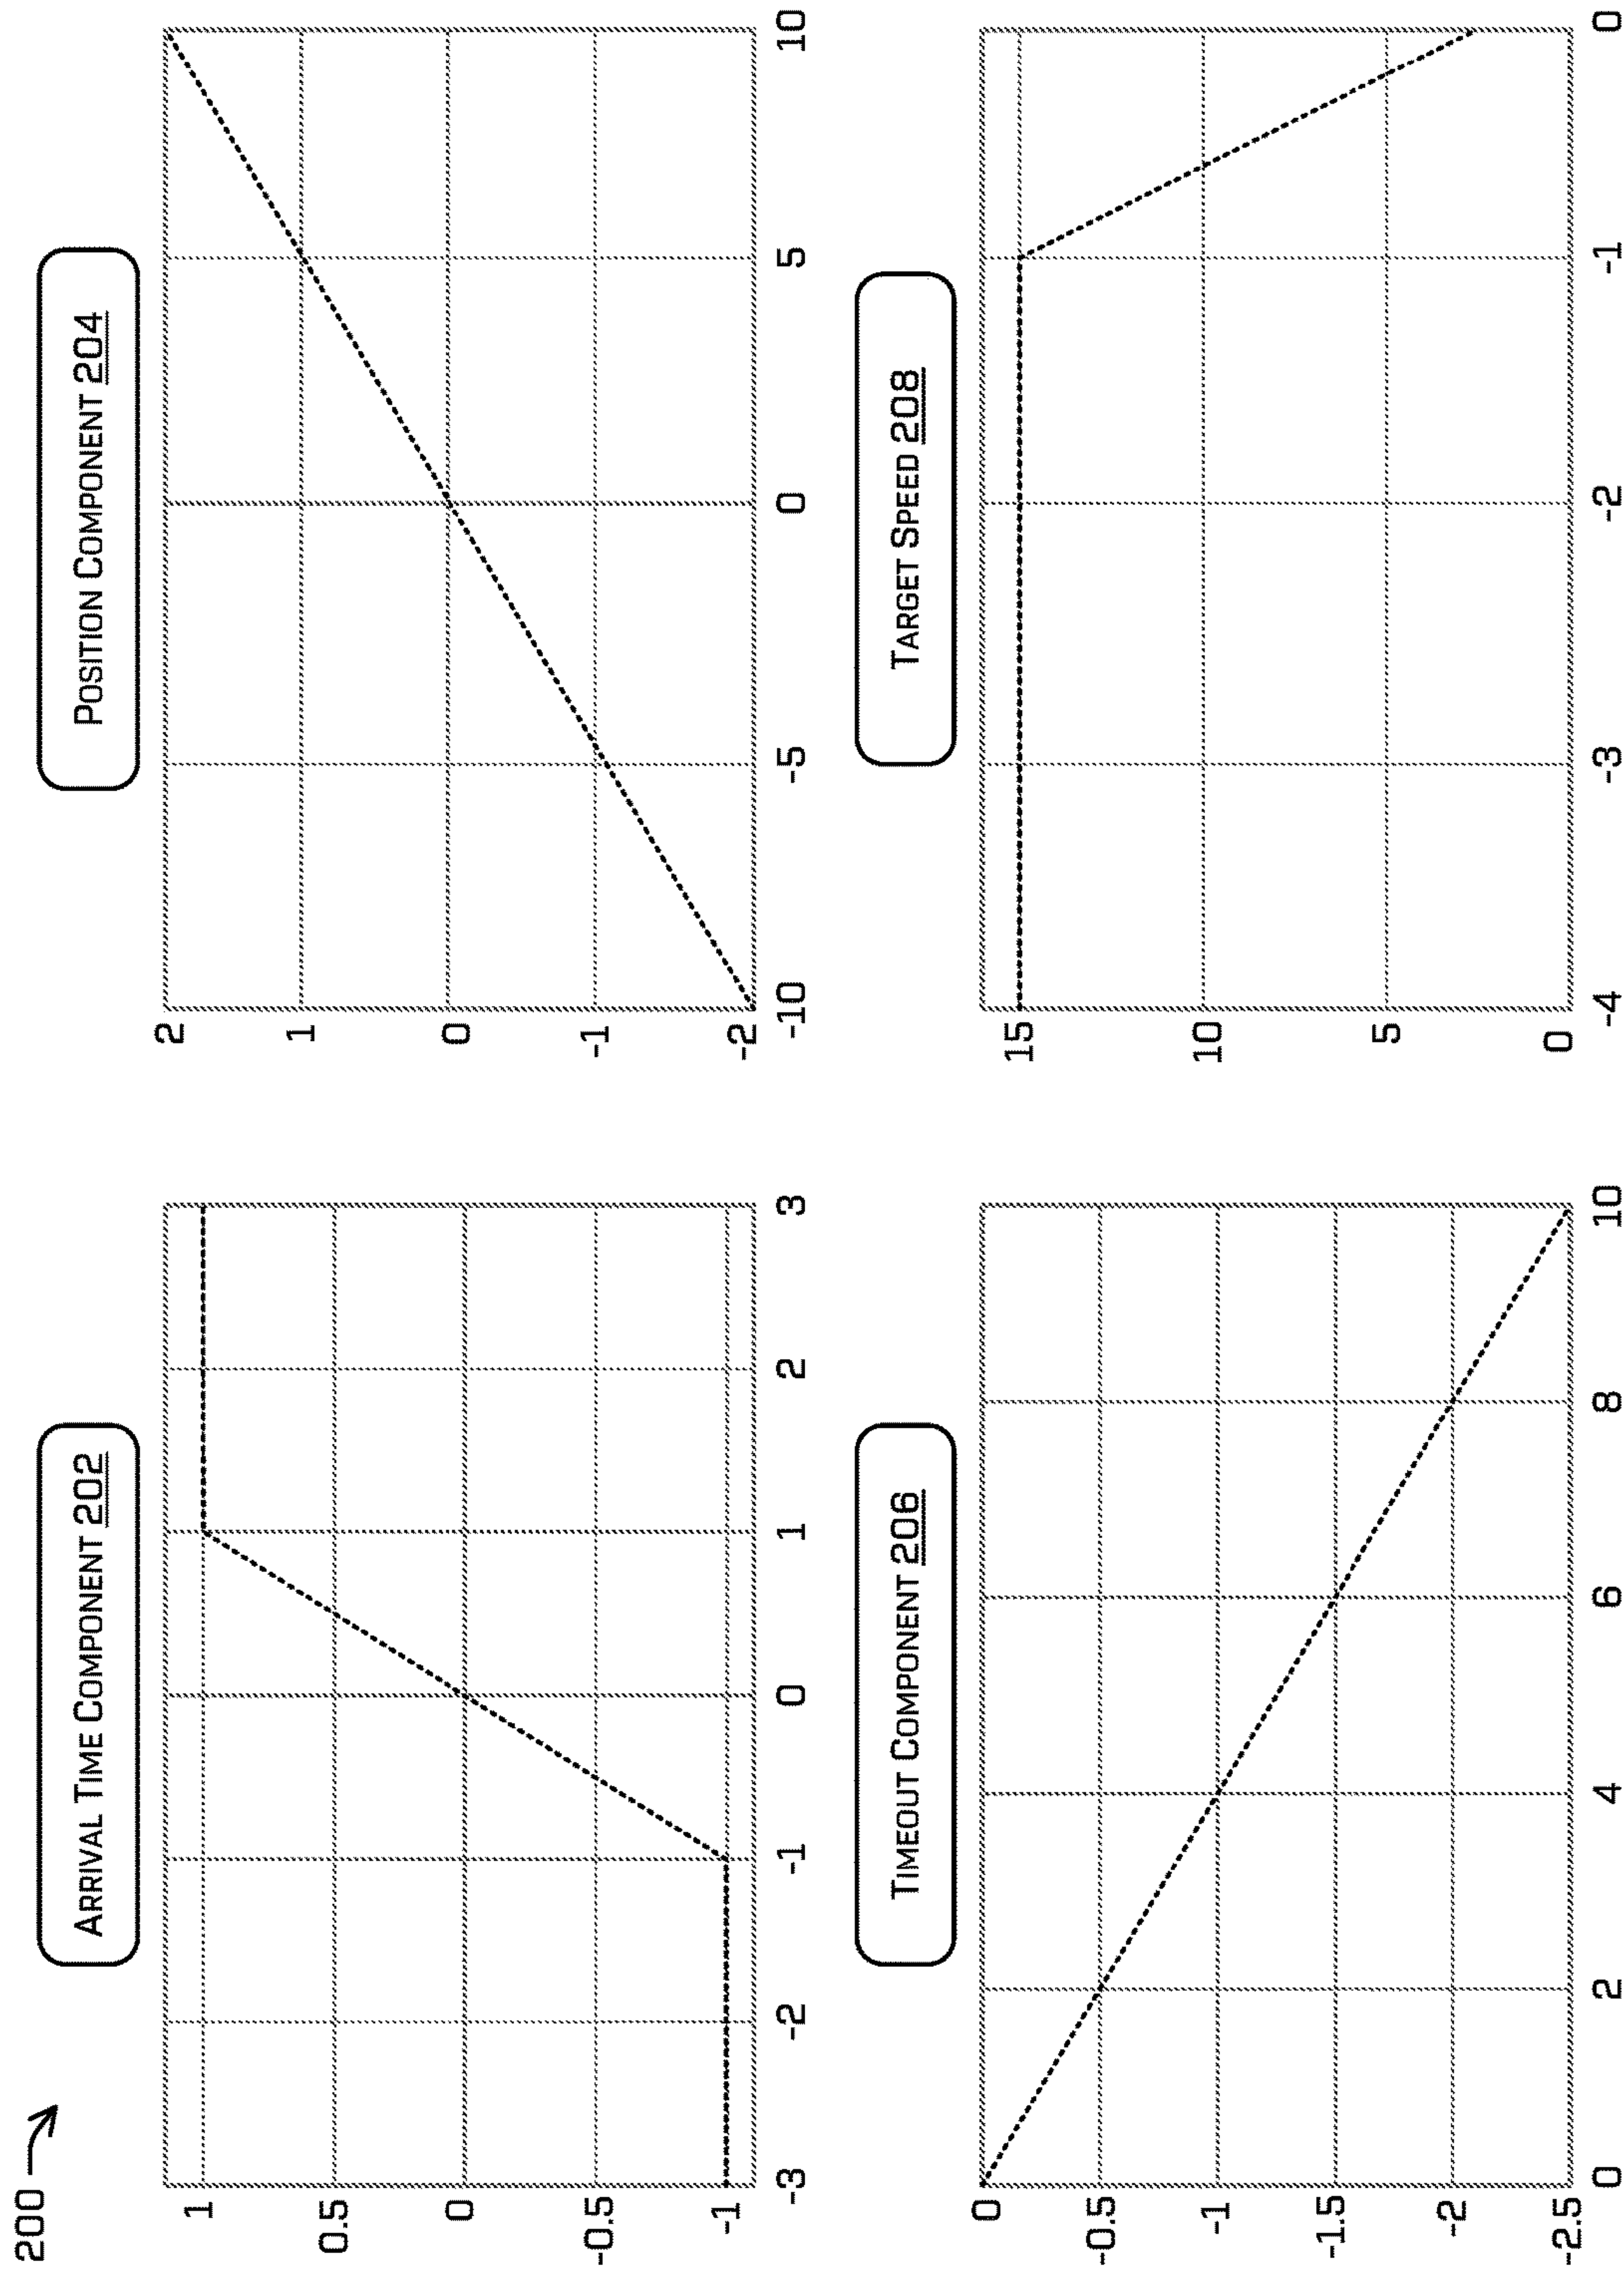 200
ARRIVAL TIME COMPONENT 202
1
0.5
0
-0.5
-1
-3 -2 -1 0 1 2 3
POSITION COMPONENT 204
2
1
0
-1
-2
-10 -5 0 5 10
TIMEOUT COMPONENT 206
0
-0.5
-1
-1.5
-2
-2.5
0 2 4 6 8 10
TARGET SPEED 208
15
10
5
0
-4 -3 -2 -1 0